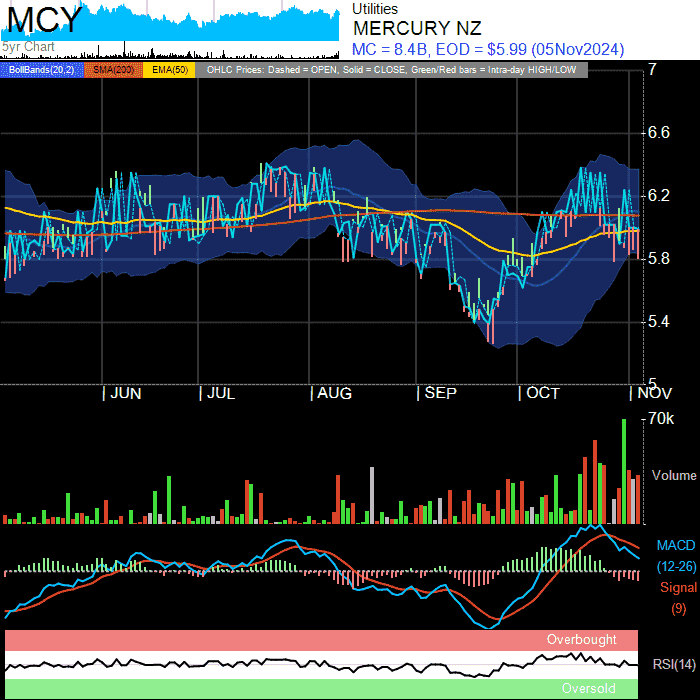 MCY
5yr Chart
Utilities
MERCURY NZ
MC = 8.4B, EOD = $5.99 (05Nov2024)
BollBands(20,2) SMA(200) EMA(50) OHLC Prices: Dashed = OPEN, Solid = CLOSE, Green/Red bars = Intra-day HIGH/LOW
7
6.6
6.2
5.8
5.4
5
| JUN | JUL | AUG | SEP | OCT | NOV
70k
Volume
MACD
(12-26)
Signal
(9)
Overbought
RSI(14)
Oversold